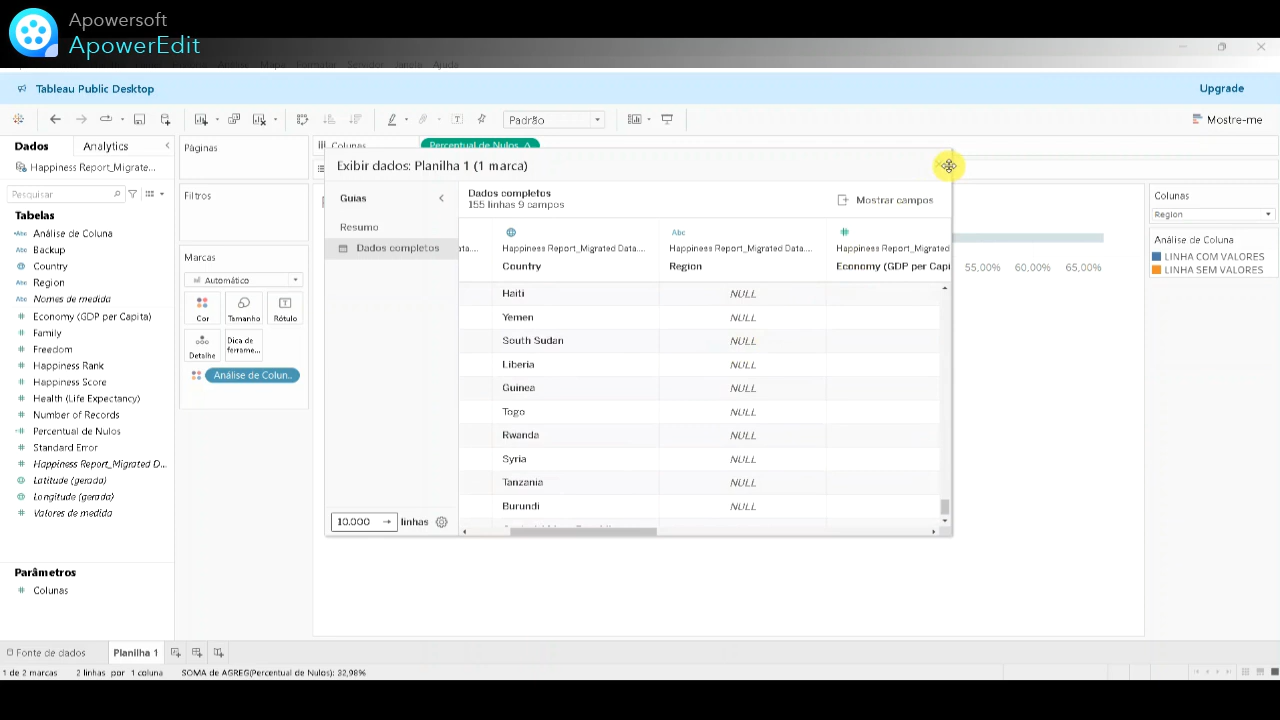 Apowersoft
ApowerEdit
Mapa Formatar Servidor Janela Ajuda
Tableau Public Desktop
Upgrade
Padrão
Mostre-me
Dados
Analytics
Happiness Report_Migrate...
Pesquisar
Tabelas
Análise de Coluna
Backup
Country
Region
Nomes de medida
Economy (GDP per Capita)
Family
Freedom
Happiness Rank
Happiness Score
Health (Life Expectancy)
Number of Records
Percentual de Nulos
Standard Error
Happiness Report_Migrated D...
Latitude (gerada)
Longitude (gerada)
Valores de medida
Parâmetros
Colunas
Páginas
Filtros
Marcas
Automático
Cor
Tamanho
Rótulo
Detalhe
Dica de ferrame...
Análise de Colun..
Colunas
Percentual de Nulos
Exibir dados: Planilha 1 (1 marca)
Guias
Resumo
Dados completos
Dados completos
155 linhas 9 campos
Mostrar campos
Abc
ta....
Happiness Report_Migrated Data....
Happiness Report_Migrated Data....
Happiness Report_Migrated
Country
Region
Economy (GDP per Capi
Haiti NULL
Yemen NULL
South Sudan NULL
Liberia NULL
Guinea NULL
Togo NULL
Rwanda NULL
Syria NULL
Tanzania NULL
Burundi NULL
10.000 linhas
55,00% 60,00% 65,00%
Colunas
Region
Análise de Coluna
LINHA COM VALORES
LINHA SEM VALORES
Fonte de dados
Planilha 1
1 de 2 marcas
2 linhas por 1 coluna
SOMA de AGREG(Percentual de Nulos): 32,98%